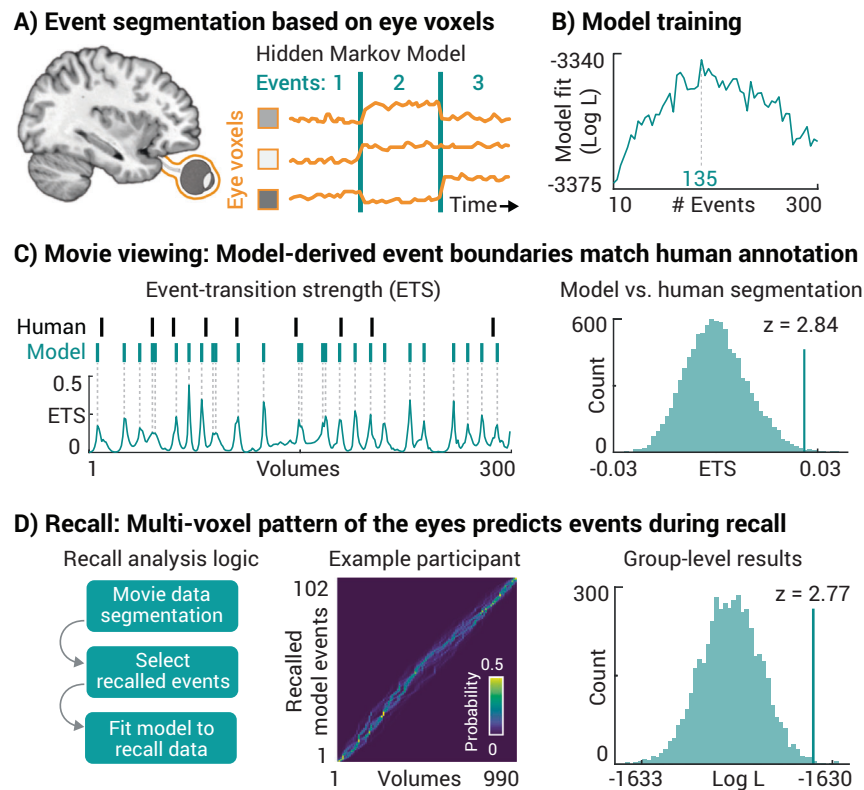 A) Event segmentation based on eye voxels
Hidden Markov Model
Events: 1 2 3
Eye voxels
Time
B) Model training
-3340
Model fit
(Log L)
-3375
135
10 # Events 300
C) Movie viewing: Model-derived event boundaries match human annotation
Event-transition strength (ETS)
Human
Model
0.5
ETS
0
1 Volumes 300
Model vs. human segmentation
600
z = 2.84
Count
0
-0.03 ETS 0.03
D) Recall: Multi-voxel pattern of the eyes predicts events during recall
Recall analysis logic
Movie data
segmentation
Select
recalled events
Fit model to
recall data
Example participant
102
Recalled
model events
1
0.5
Probability
0
1 Volumes 990
Group-level results
300
z = 2.77
Count
0
-1633 Log L -1630